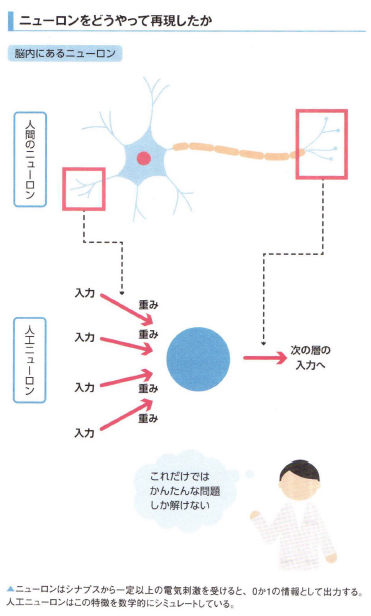 ニューロンをどうやって再現したか
脳内にあるニューロン
人間のニューロン
人工ニューロン
入力
重み
入力
重み
入力
重み
入力
重み
次の層の
入力へ
これだけでは
かんたんな問題
しか解けない
▲ニューロンはシナプスから一定以上の電気刺激を受けると、0か1の情報として出力する。
人工ニューロンはこの特徴を数学的にシミュレートしている。